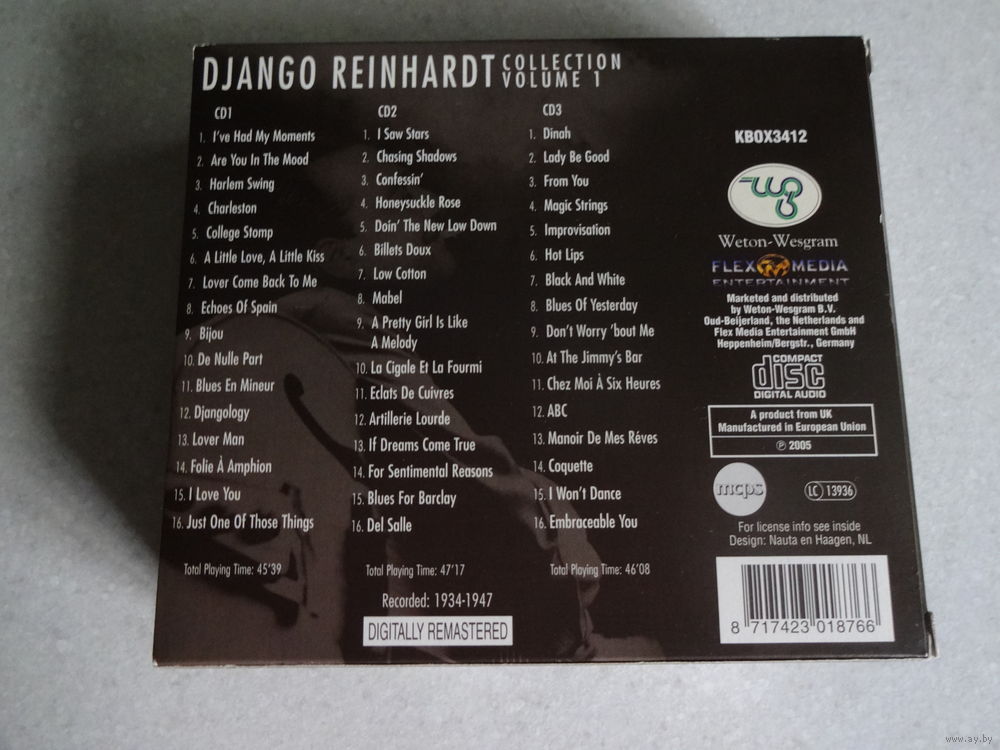 DJANGO REINHARDT COLLECTION VOLUME 1
CD1
1. I've Had My Moments
2. Are You In The Mood
3. Harlem Swing
4. Charleston
5. College Stomp
6. A Little Love, A Little Kiss
7. Lover Come Back To Me
8. Echoes Of Spain
9. Bijou
10. De Nulle Part
11. Blues En Mineur
12. Djangology
13. Lover Man
14. Folie À Amphion
15. I Love You
16. Just One Of Those Things
Total Playing Time: 45'39
CD2
1. I Saw Stars
2. Chasing Shadows
3. Confessin'
4. Honeysuckle Rose
5. Doin' The New Low Down
6. Billets Doux
7. Low Cotton
8. Mabel
9. A Pretty Girl Is Like
A Melody
10. La Cigale Et La Fourmi
11. Eclats De Cuivres
12. Artillerie Lourde
13. If Dreams Come True
14. For Sentimental Reasons
15. Blues For Barclay
16. Del Salle
Total Playing Time: 47'17
CD3
1. Dinah
2. Lady Be Good
3. From You
4. Magic Strings
5. Improvisation
6. Hot Lips
7. Black And White
8. Blues Of Yesterday
9. Don't Worry 'bout Me
10. At The Jimmy's Bar
11. Chez Moi À Six Heures
12. ABC
13. Manoir De Mes Réves
14. Coquette
15. I Won't Dance
16. Embraceable You
Total Playing Time: 46'08
Recorded: 1934-1947
DIGITALLY REMASTERED
KBOX3412
Weton-Wesgram
FLEX MEDIA
ENTERTAINMENT
Marketed and distributed
by Weton-Wesgram B.V.
Oud-Beijerland, the Netherlands and
Flex Media Entertainment GmbH
Heppenheim/Bergstr., Germany
COMPACT
disc
DIGITAL AUDIO
A product from UK
Manufactured in European Union
℗ 2005
mcps
LC 13936
For license info see inside
Design: Nauta en Haagen, NL
8 717423 018766
www.ay.by